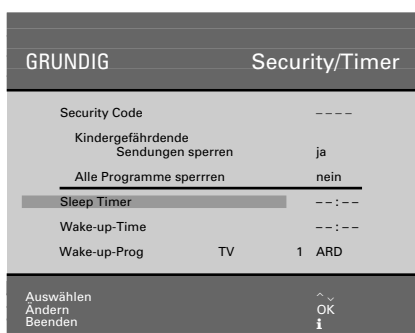 GRUNDIG Security/Timer
Security Code ----
Kindergefährdende
Sendungen sperren ja
Alle Programme sperrren nein
Sleep Timer --:--
Wake-up-Time --:--
Wake-up-Prog TV 1 ARD
Auswählen
Ändern OK
Beenden i